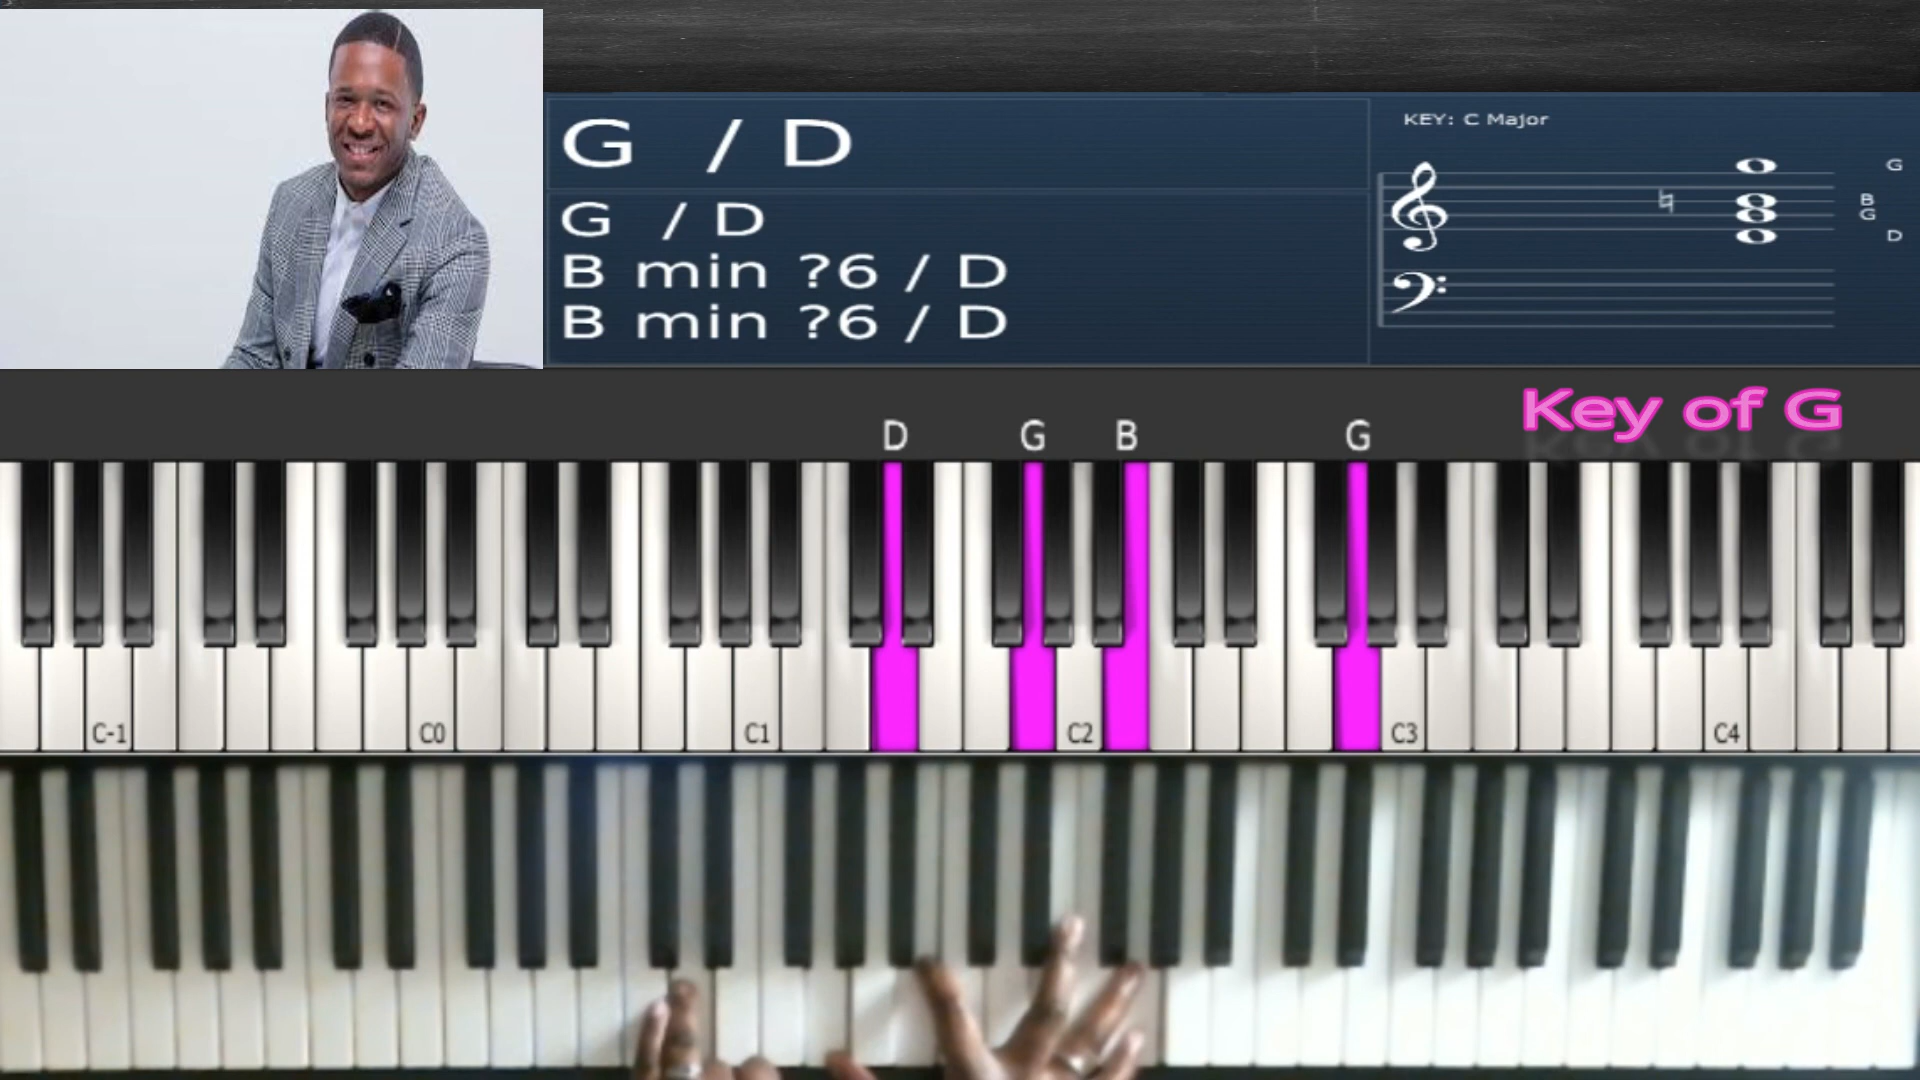 KEY: C Major
G / D
G / D
B min ?6 / D
B min ?6 / D
G
B
G
D
Key of G
D G B G
C-1 C0 C1 C2 C3 C4